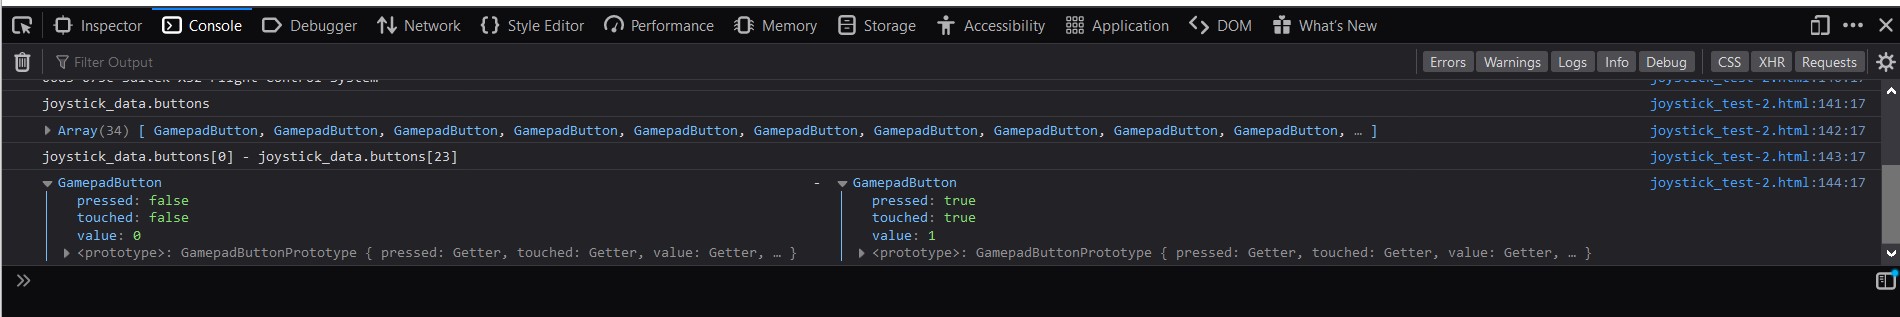 Inspector Console Debugger Network Style Editor Performance Memory Storage Accessibility Application DOM What's New
Filter Output Errors Warnings Logs Info Debug CSS XHR Requests
joystick_data.buttons joystick_test-2.html:141:17
Array(34) [ GamepadButton, GamepadButton, GamepadButton, GamepadButton, GamepadButton, GamepadButton, GamepadButton, GamepadButton, GamepadButton, GamepadButton, … ] joystick_test-2.html:142:17
joystick_data.buttons[0] - joystick_data.buttons[23] joystick_test-2.html:143:17
GamepadButton - GamepadButton joystick_test-2.html:144:17
pressed: false pressed: true
touched: false touched: true
value: 0 value: 1
<prototype>: GamepadButtonPrototype { pressed: Getter, touched: Getter, value: Getter, … } <prototype>: GamepadButtonPrototype { pressed: Getter, touched: Getter, value: Getter, … }